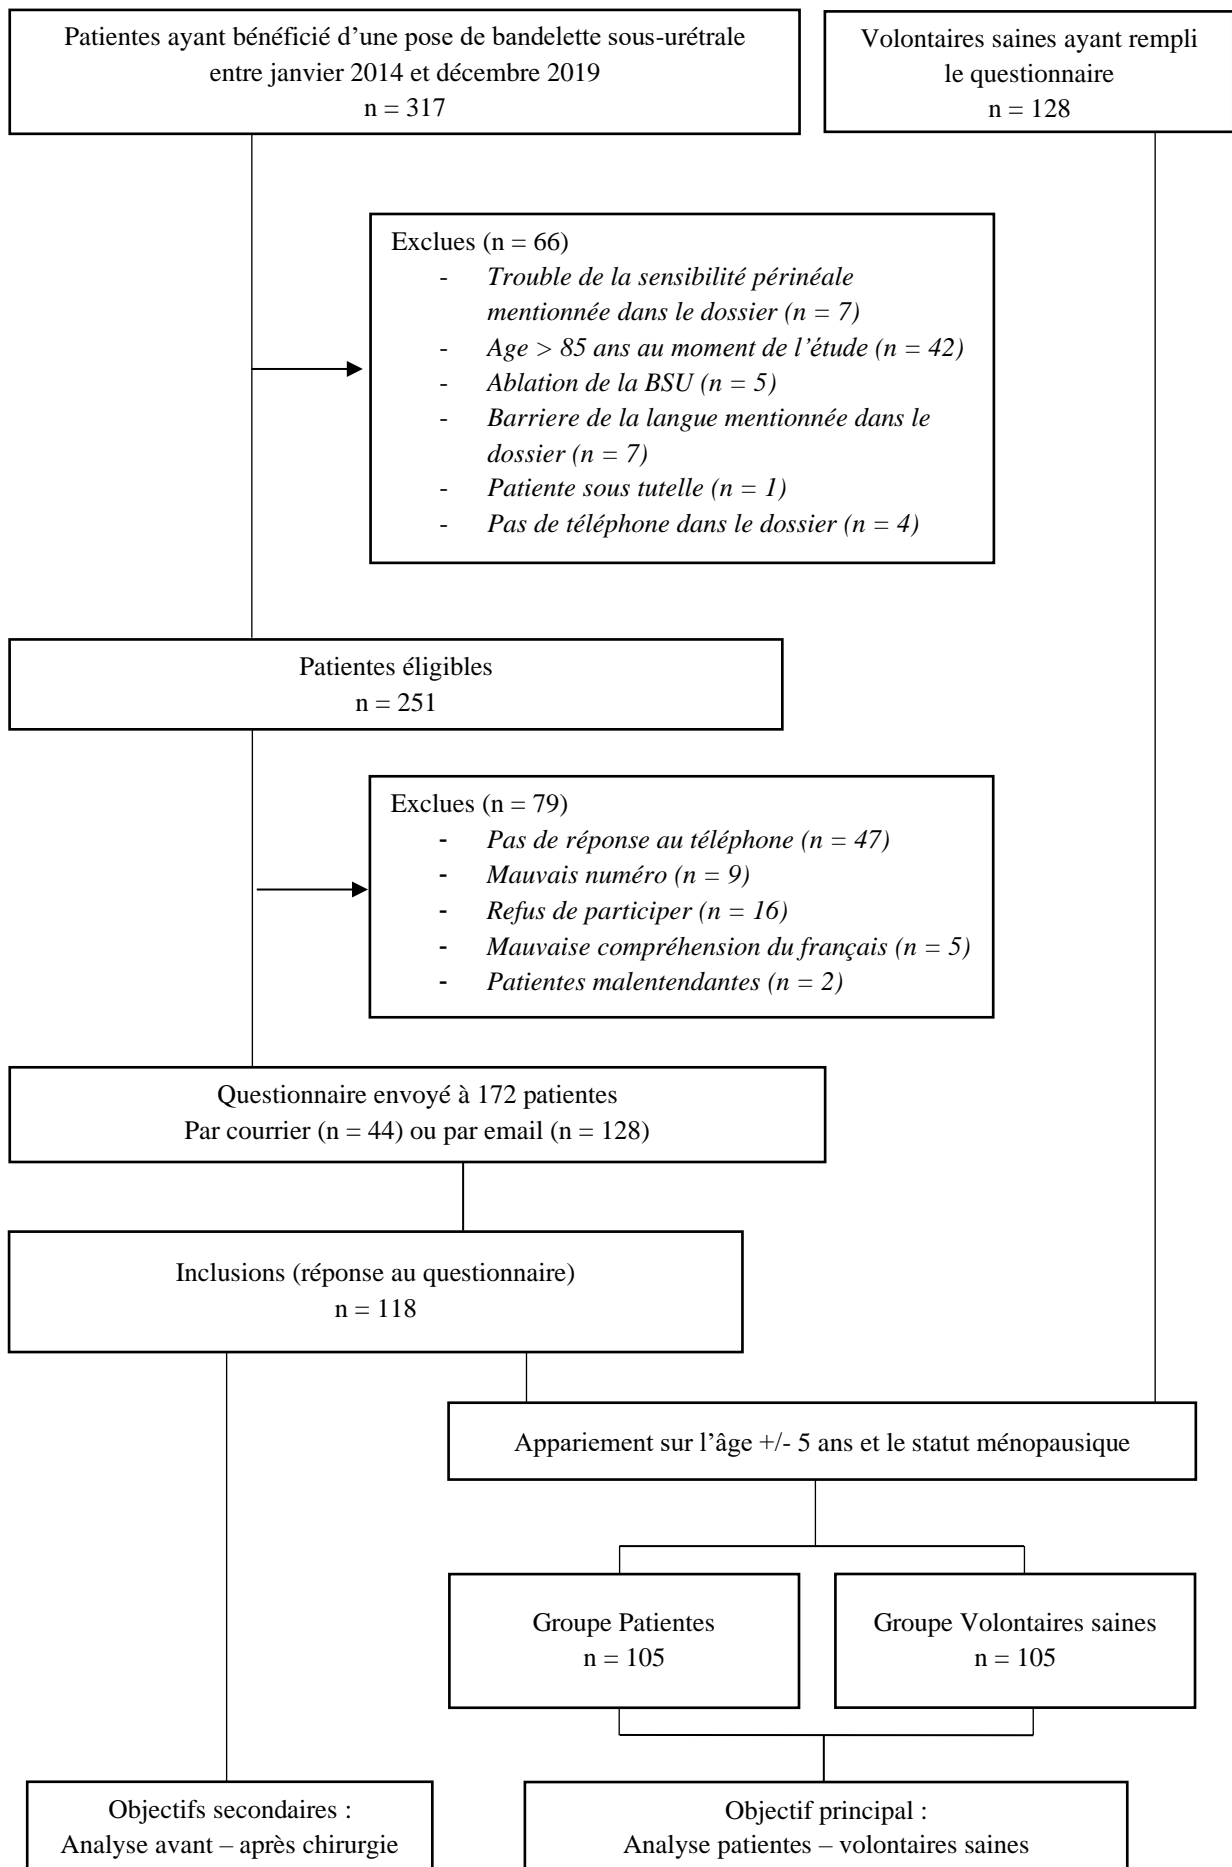 Patientes ayant bénéficié d’une pose de bandelette sous-urétrale
entre janvier 2014 et décembre 2019
n = 317
Volontaires saines ayant rempli
le questionnaire
n = 128
Exclues (n = 66)
- Trouble de la sensibilité périnéale
mentionnée dans le dossier (n = 7)
- Age > 85 ans au moment de l’étude (n = 42)
- Ablation de la BSU (n = 5)
- Barriere de la langue mentionnée dans le
dossier (n = 7)
- Patiente sous tutelle (n = 1)
- Pas de téléphone dans le dossier (n = 4)
Patientes éligibles
n = 251
Exclues (n = 79)
- Pas de réponse au téléphone (n = 47)
- Mauvais numéro (n = 9)
- Refus de participer (n = 16)
- Mauvaise compréhension du français (n = 5)
- Patientes malentendantes (n = 2)
Questionnaire envoyé à 172 patientes
Par courrier (n = 44) ou par email (n = 128)
Inclusions (réponse au questionnaire)
n = 118
Appariement sur l’âge +/- 5 ans et le statut ménopausique
Groupe Patientes
n = 105
Groupe Volontaires saines
n = 105
Objectifs secondaires :
Analyse avant – après chirurgie
Objectif principal :
Analyse patientes – volontaires saines